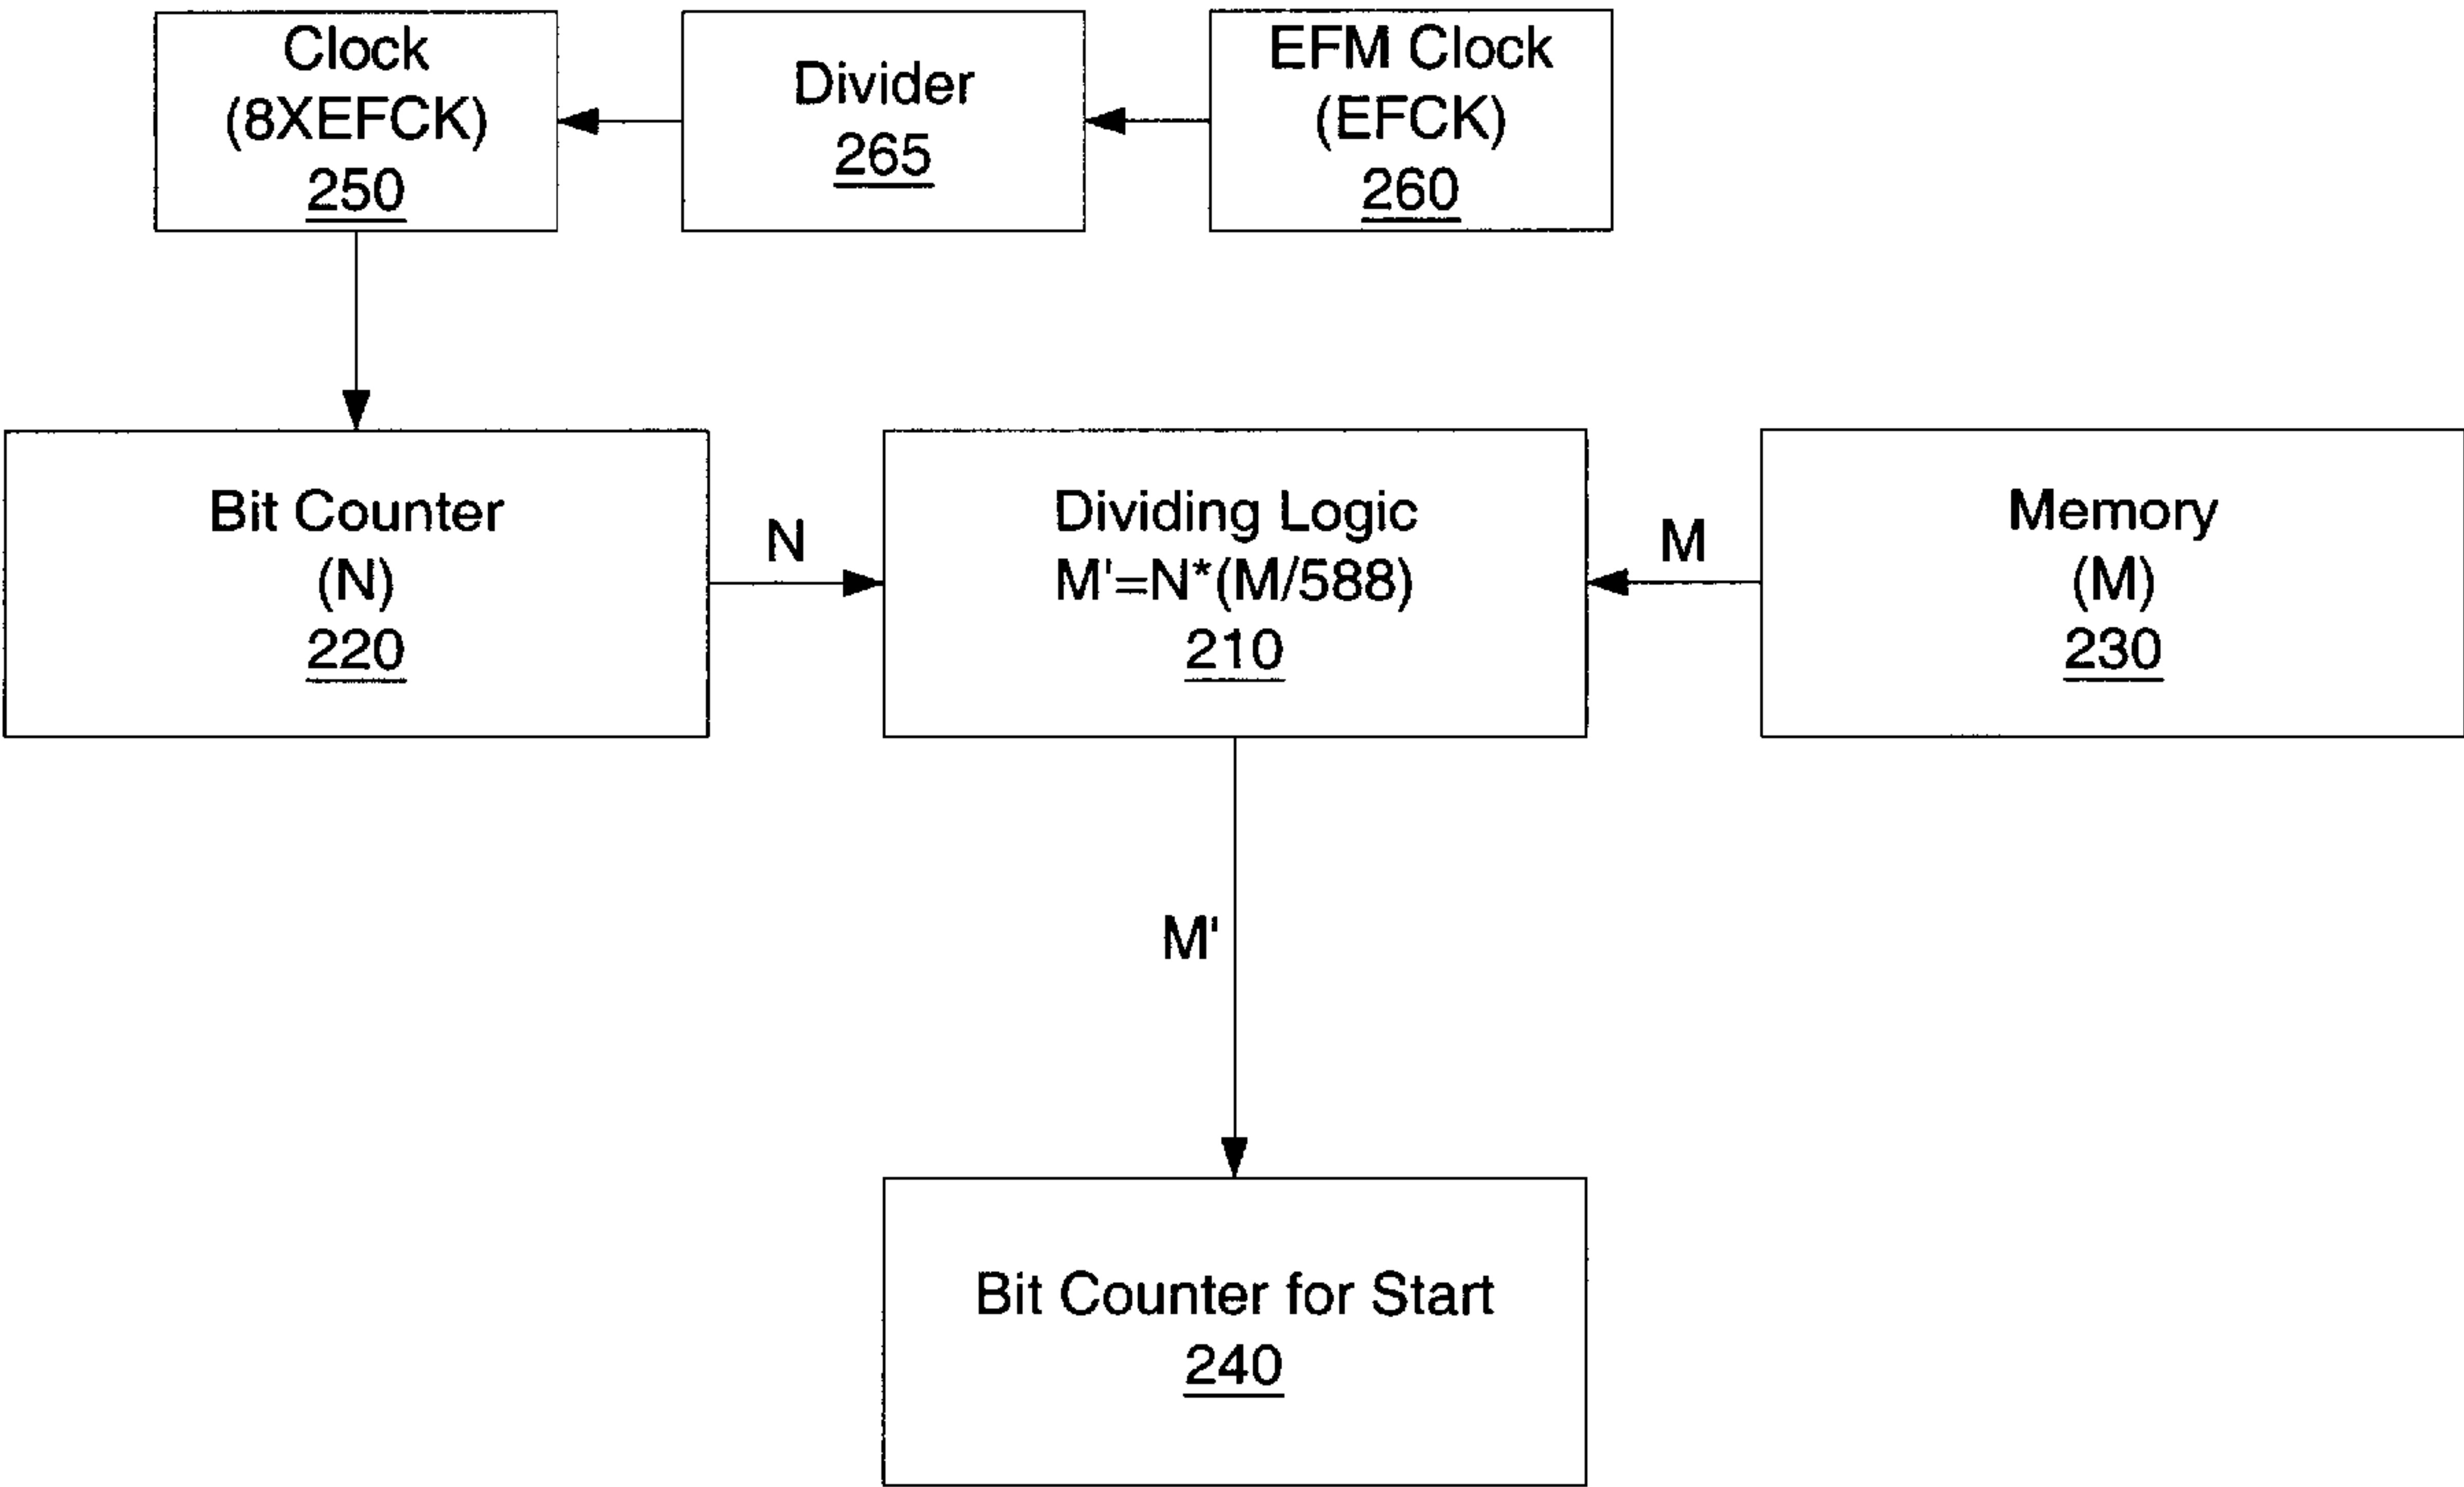 Clock
(8XEFCK)
250
Divider
265
EFM Clock
(EFCK)
260
Bit Counter
(N)
220
N
Dividing Logic
M'=N*(M/588)
210
M
Memory
(M)
230
M'
Bit Counter for Start
240